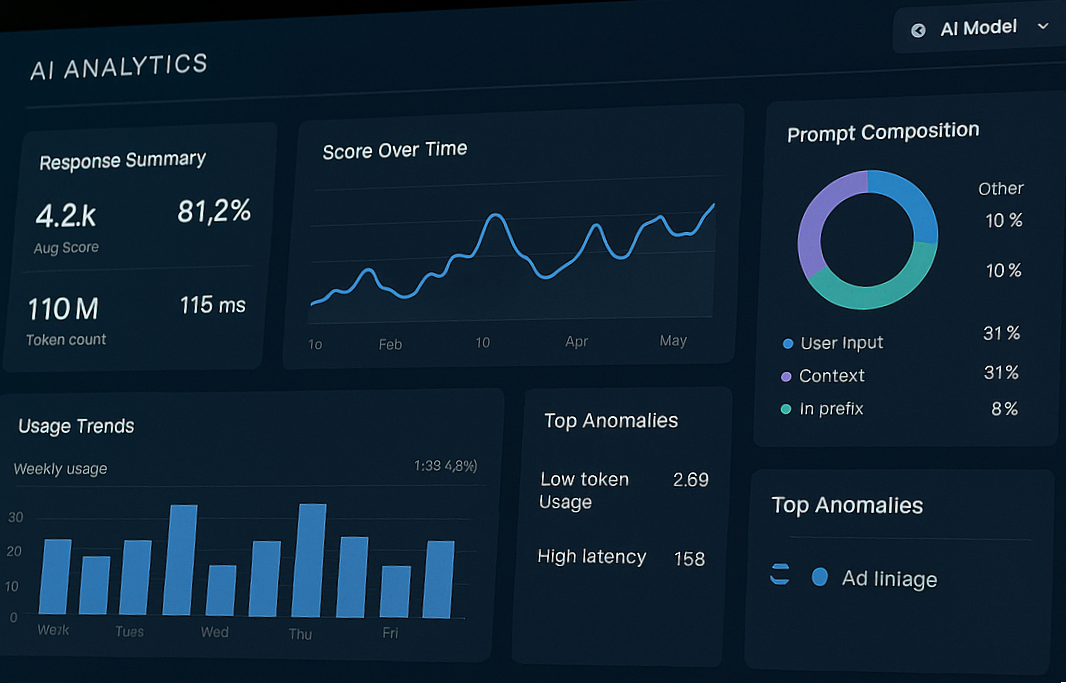 AI ANALYTICS
AI Model
Response Summary
4.2.k 81,2%
Aug Score
110 M 115 ms
Token count
Score Over Time
1o Feb 10 Apr May
Prompt Composition
Other
10 %
10 %
User Input 31 %
Context 31%
In prefix 8 %
Usage Trends
Weekly usage 1:33 4,8%)
30
20
10
0
Werk Tues Wed Thu Fri
Top Anomalies
Low token 2.69
Usage
High latency 158
Top Anomalies
Ad liniage